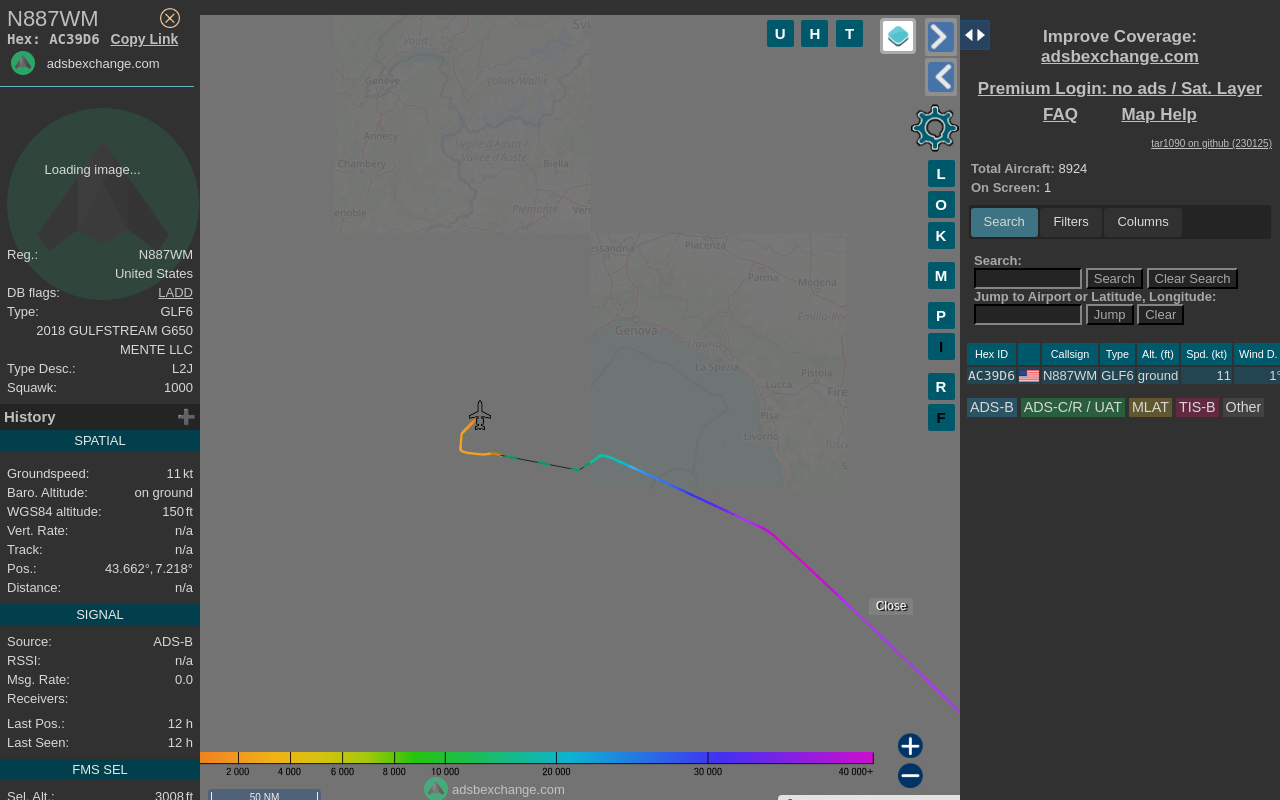 N887WM
Hex: AC39D6 Copy Link
adsbexchange.com
Loading image...
Reg.: N887WM
United States
DB flags: LADD
Type: GLF6
2018 GULFSTREAM G650
MENTE LLC
Type Desc.: L2J
Squawk: 1000
History
SPATIAL
Groundspeed: 11 kt
Baro. Altitude: on ground
WGS84 altitude: 150 ft
Vert. Rate: n/a
Track: n/a
Pos.: 43.662°, 7.218°
Distance: n/a
SIGNAL
Source: ADS-B
RSSI: n/a
Msg. Rate: 0.0
Receivers:
Last Pos.: 12 h
Last Seen: 12 h
FMS SEL
Sel. Alt.: 3008 ft
U H T
L
O
K
M
P
I
R
F
Vaud
Genève
Valais-Wallis
Annecy
Valle d'Aosta /
Vallée d'Aoste
Chambéry
Biella
Piemonte
enoble
essandria
Piacenza
Parma
Modena
Genova
Liguria
La Spezia
Pistoia
Lucca
Fire
Pisa
Livorno
Close
2 000 4 000 6 000 8 000 10 000 20 000 30 000 40 000+
50 NM
adsbexchange.com
Improve Coverage:
adsbexchange.com
Premium Login: no ads / Sat. Layer
FAQ Map Help
tar1090 on github (230125)
Total Aircraft: 8924
On Screen: 1
Search Filters Columns
Search:
Search Clear Search
Jump to Airport or Latitude, Longitude:
Jump Clear
Hex ID Callsign Type Alt. (ft) Spd. (kt) Wind D.
AC39D6 N887WM GLF6 ground 11 1°
ADS-B ADS-C/R / UAT MLAT TIS-B Other